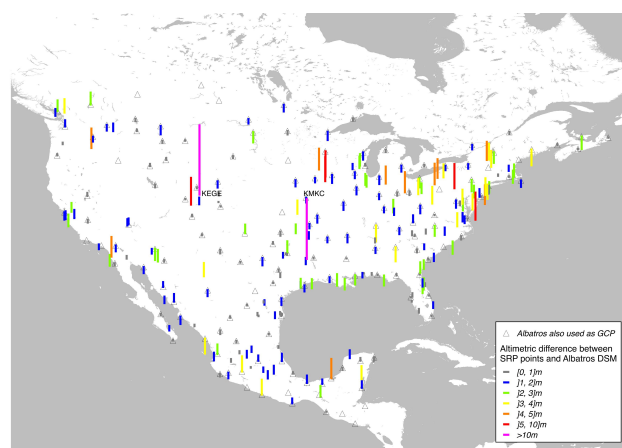 KEGE
KMKC
Albatros also used as GCP
Altimetric difference between
SRP points and Albatros DSM
[0, 1]m
]1, 2]m
]2, 3]m
]3, 4]m
]4, 5]m
]5, 10]m
>10m